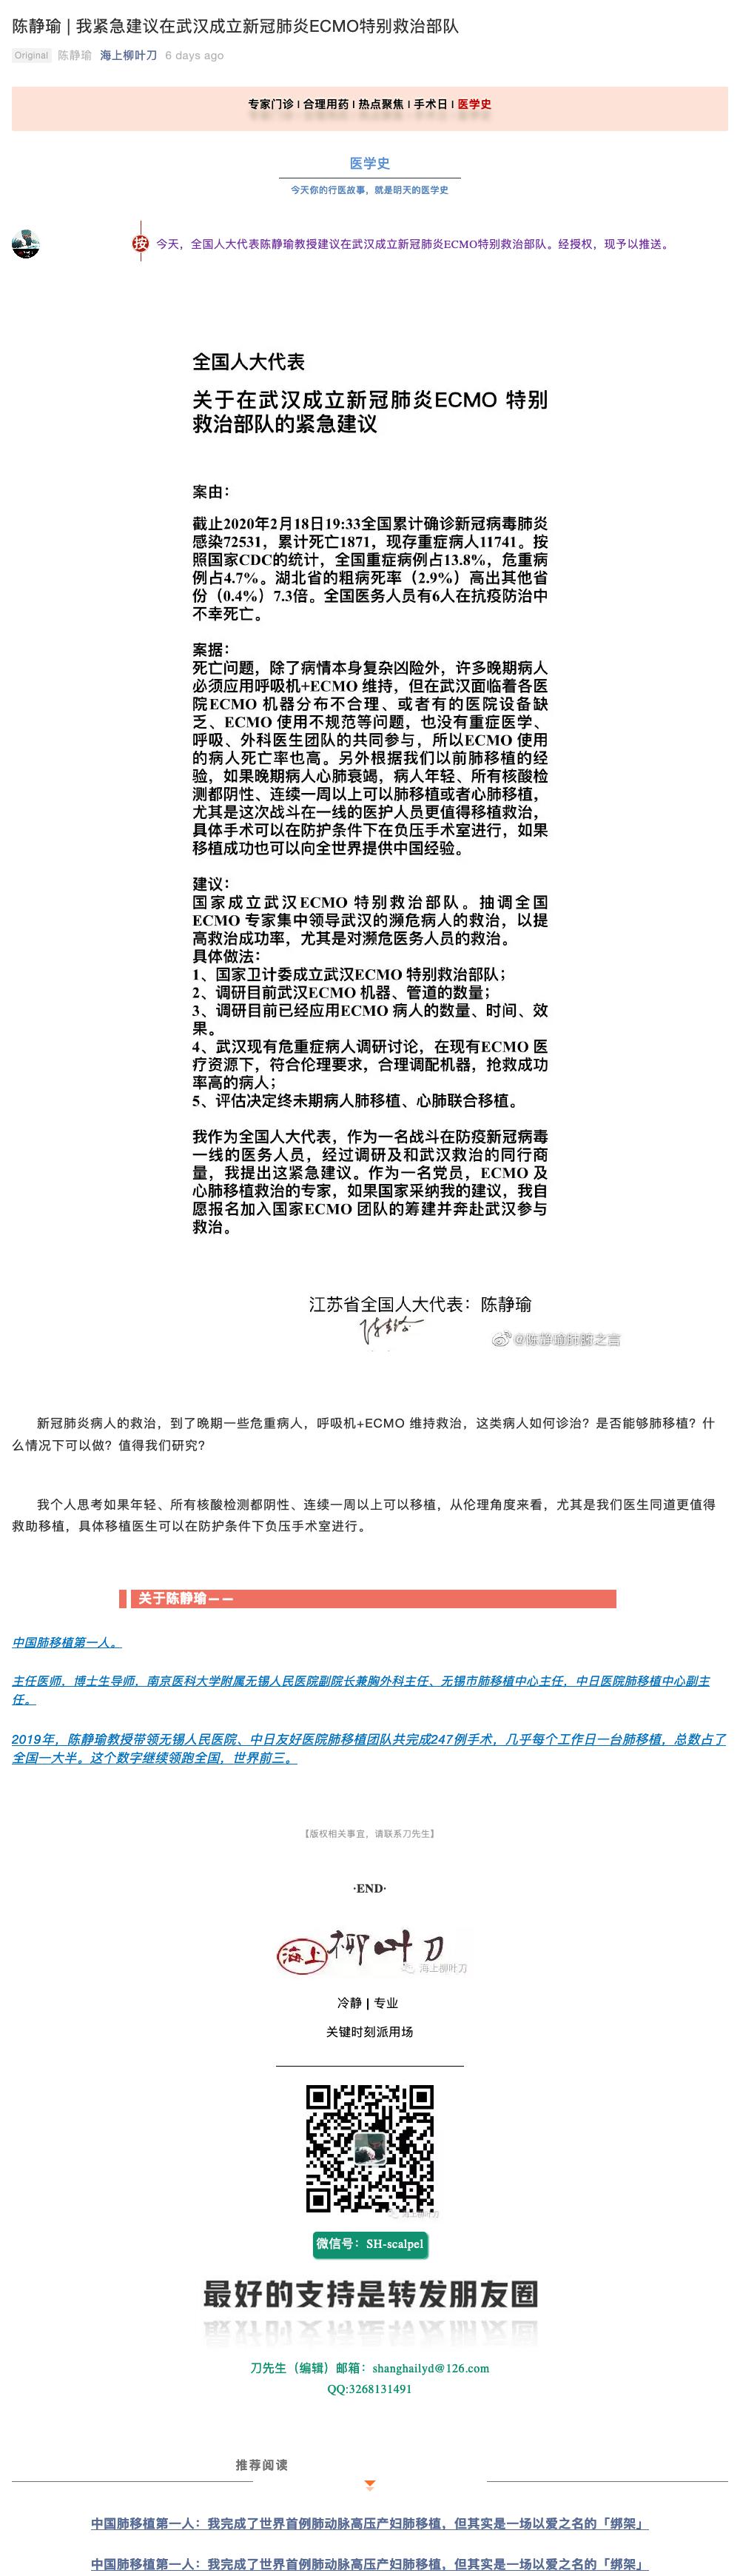 陈静瑜 | 我紧急建议在武汉成立新冠肺炎ECMO特别救治部队
Original 陈静瑜 海上柳叶刀 6 days ago
专家门诊 I 合理用药 I 热点聚焦 I 手术日 I 医学史
医学史
今天你的行医故事，就是明天的医学史
按 今天，全国人大代表陈静瑜教授建议在武汉成立新冠肺炎ECMO特别救治部队。经授权，现予以推送。
全国人大代表
关于在武汉成立新冠肺炎ECMO 特别
救治部队的紧急建议
案由：
截止2020年2月18日19:33全国累计确诊新冠病毒肺炎
感染72531，累计死亡1871，现存重症病人11741。按
照国家CDC的统计，全国重症病例占13.8%，危重病
例占4.7%。湖北省的粗病死率（2.9%）高出其他省
份（0.4%）7.3倍。全国医务人员有6人在抗疫防治中
不幸死亡。
案据：
死亡问题，除了病情本身复杂凶险外，许多晚期病人
必须应用呼吸机+ECMO 维持，但在武汉面临着各医
院ECMO 机器分布不合理、或者有的医院设备缺
乏、ECMO 使用不规范等问题，也没有重症医学、
呼吸、外科医生团队的共同参与，所以ECMO 使用
的病人死亡率也高。另外根据我们以前肺移植的经
验，如果晚期病人心肺衰竭，病人年轻、所有核酸检
测都阴性、连续一周以上可以肺移植或者心肺移植，
尤其是这次战斗在一线的医护人员更值得移植救治，
具体手术可以在防护条件下在负压手术室进行，如果
移植成功也可以向全世界提供中国经验。
建议：
国家成立武汉ECMO 特别救治部队。抽调全国
ECMO 专家集中领导武汉的濒危病人的救治，以提
高救治成功率，尤其是对濒危医务人员的救治。
具体做法：
1、国家卫计委成立武汉ECMO 特别救治部队；
2、调研目前武汉ECMO 机器、管道的数量；
3、调研目前已经应用ECMO 病人的数量、时间、效
果。
4、武汉现有危重症病人调研讨论，在现有ECMO 医
疗资源下，符合伦理要求，合理调配机器，抢救成功
率高的病人；
5、评估决定终未期病人肺移植、心肺联合移植。
我作为全国人大代表，作为一名战斗在防疫新冠病毒
一线的医务人员，经过调研及和武汉救治的同行商
量，我提出这紧急建议。作为一名党员，ECMO 及
心肺移植救治的专家，如果国家采纳我的建议，我自
愿报名加入国家ECMO 团队的筹建并奔赴武汉参与
救治。
江苏省全国人大代表：陈静瑜
陈静瑜
@陈静瑜肺腑之言
新冠肺炎病人的救治，到了晚期一些危重病人，呼吸机+ECMO 维持救治，这类病人如何诊治？是否能够肺移植？什
么情况下可以做？值得我们研究？
我个人思考如果年轻、所有核酸检测都阴性、连续一周以上可以移植，从伦理角度来看，尤其是我们医生同道更值得
救助移植，具体移植医生可以在防护条件下负压手术室进行。
关于陈静瑜——
中国肺移植第一人。
主任医师，博士生导师，南京医科大学附属无锡人民医院副院长兼胸外科主任、无锡市肺移植中心主任，中日医院肺移植中心副主
任。
2019年，陈静瑜教授带领无锡人民医院、中日友好医院肺移植团队共完成247例手术，几乎每个工作日一台肺移植，总数占了
全国一大半。这个数字继续领跑全国，世界前三。
【版权相关事宜，请联系刀先生】
·END·
海上柳叶刀
海上柳叶刀
冷静 | 专业
关键时刻派用场
海上柳叶刀
微信号：SH-scalpel
最好的支持是转发朋友圈
刀先生（编辑）邮箱：shanghailyd@126.com
QQ:3268131491
推荐阅读
中国肺移植第一人：我完成了世界首例肺动脉高压产妇肺移植，但其实是一场以爱之名的「绑架」
中国肺移植第一人：我完成了世界首例肺动脉高压产妇肺移植，但其实是一场以爱之名的「绑架」